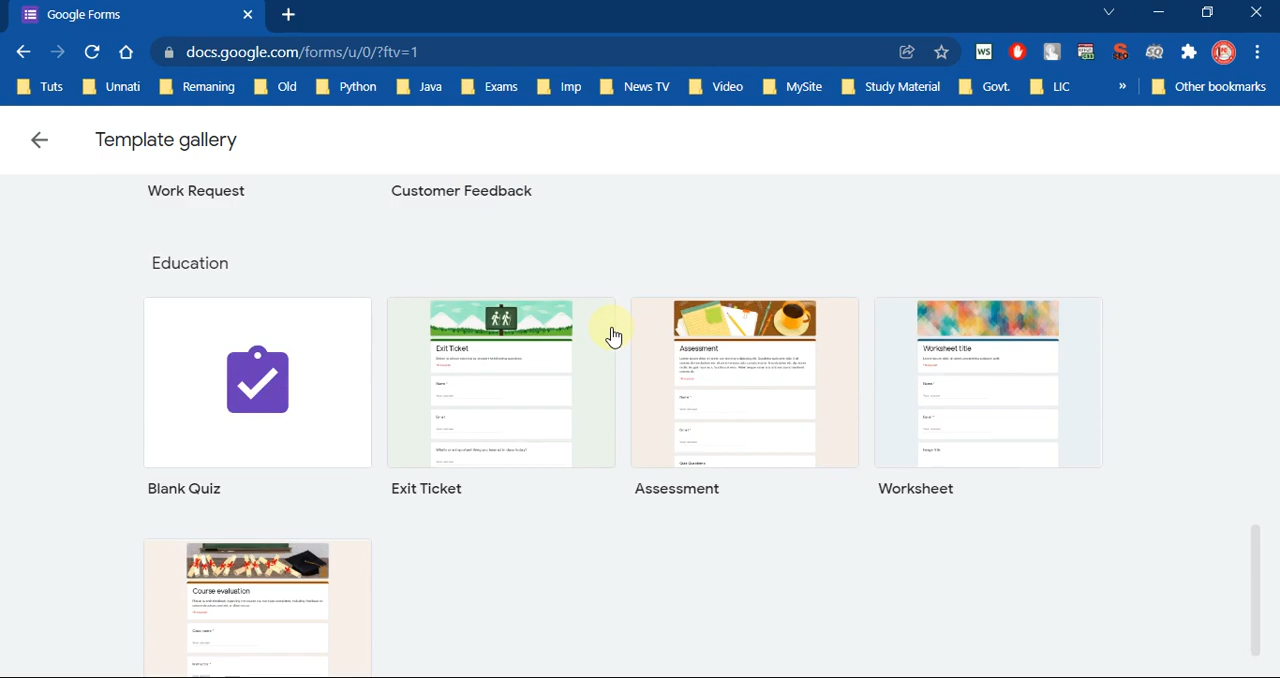 Google Forms
docs.google.com/forms/u/0/?ftv=1
Tuts Unnati Remaning Old Python Java Exams Imp News TV Video MySite Study Material Govt. LIC » Other bookmarks
Template gallery
Work Request Customer Feedback
Education
Exit Ticket
Assessment
Worksheet title
Blank Quiz Exit Ticket Assessment Worksheet
Course evaluation